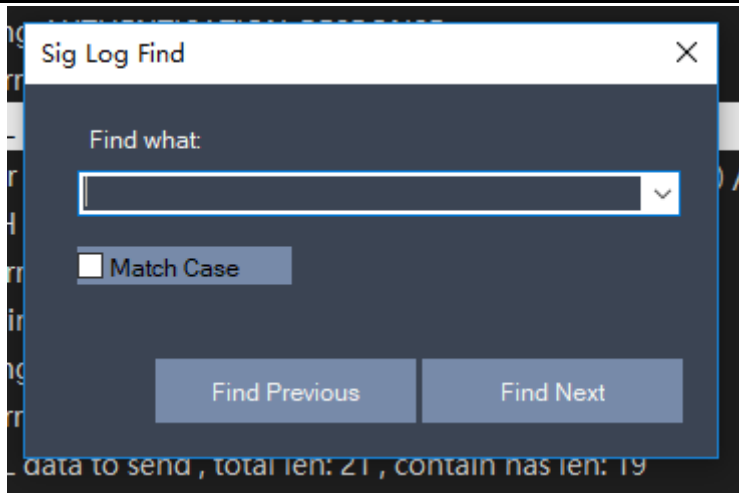 Sig Log Find
Find what:
Match Case
Find Previous
Find Next
data to send , total len: 21 , contain has len: 19